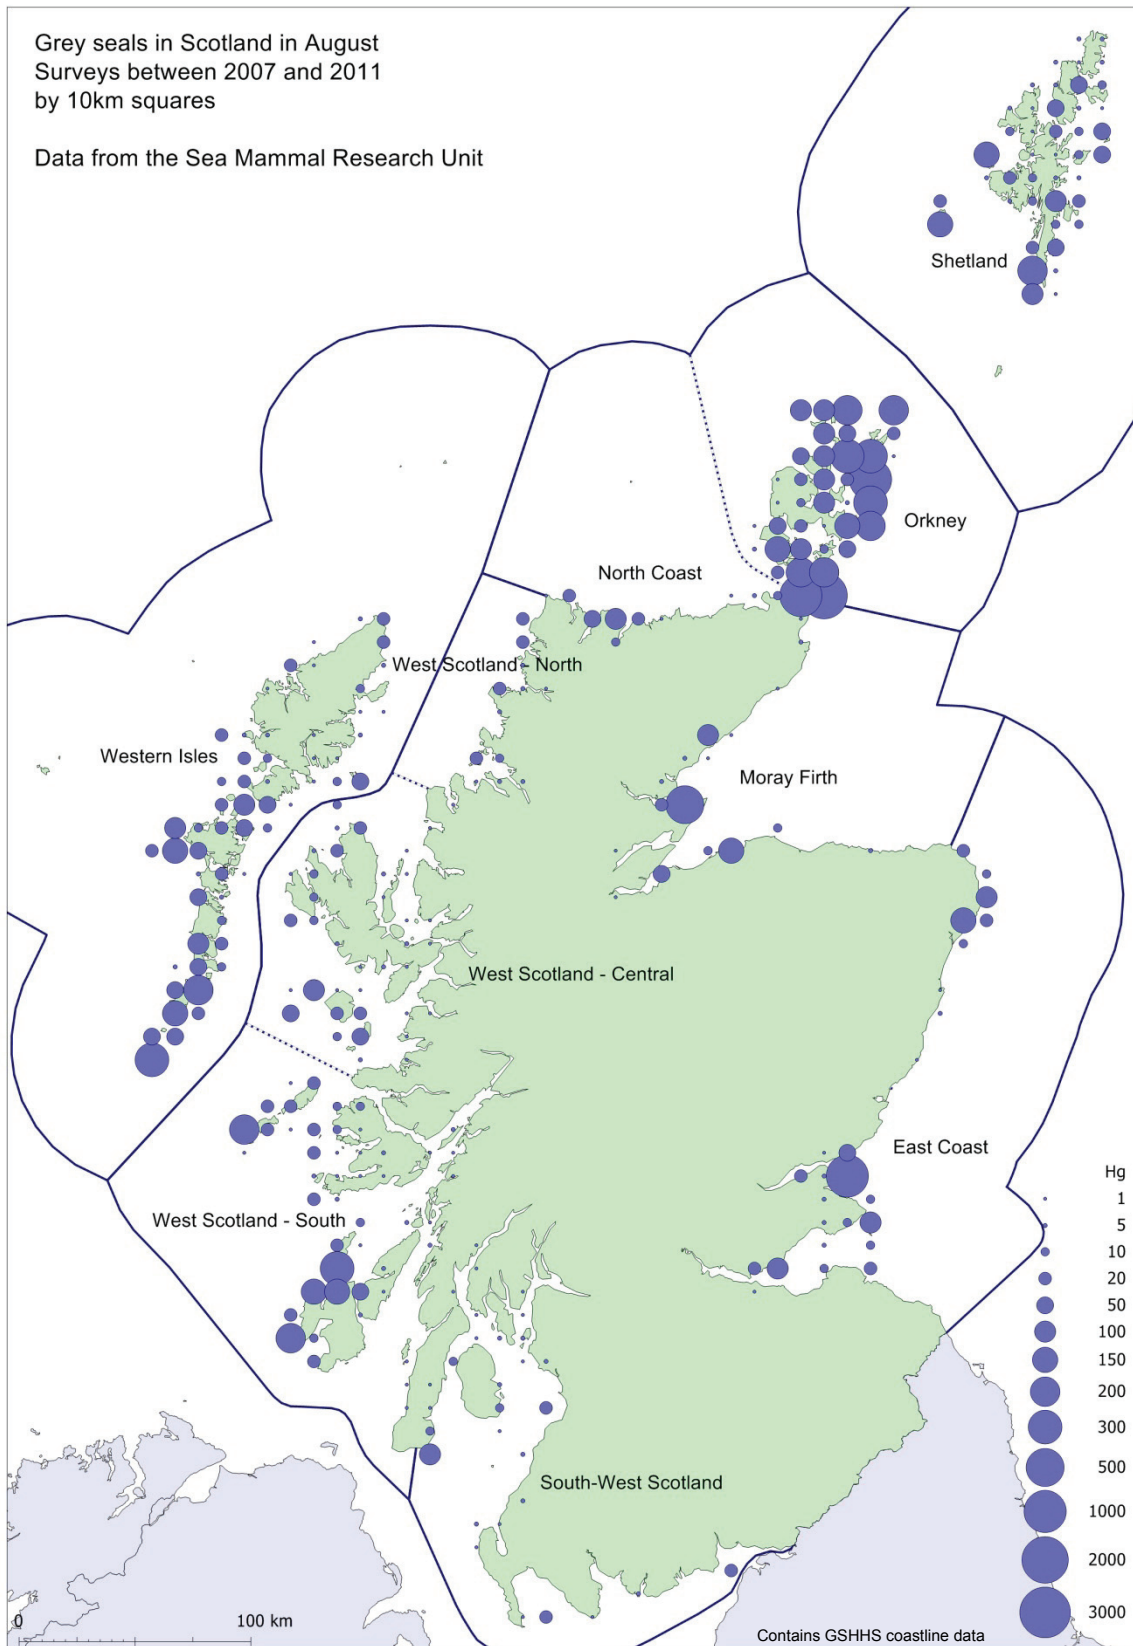 Grey seals in Scotland in August
Surveys between 2007 and 2011
by 10km squares
Data from the Sea Mammal Research Unit
Shetland
Orkney
North Coast
West Scotland - North
Western Isles
Moray Firth
West Scotland - Central
East Coast
West Scotland - South
South-West Scotland
Hg
1
5
10
20
50
100
150
200
300
500
1000
2000
3000
0
100 km
Contains GSHHS coastline data